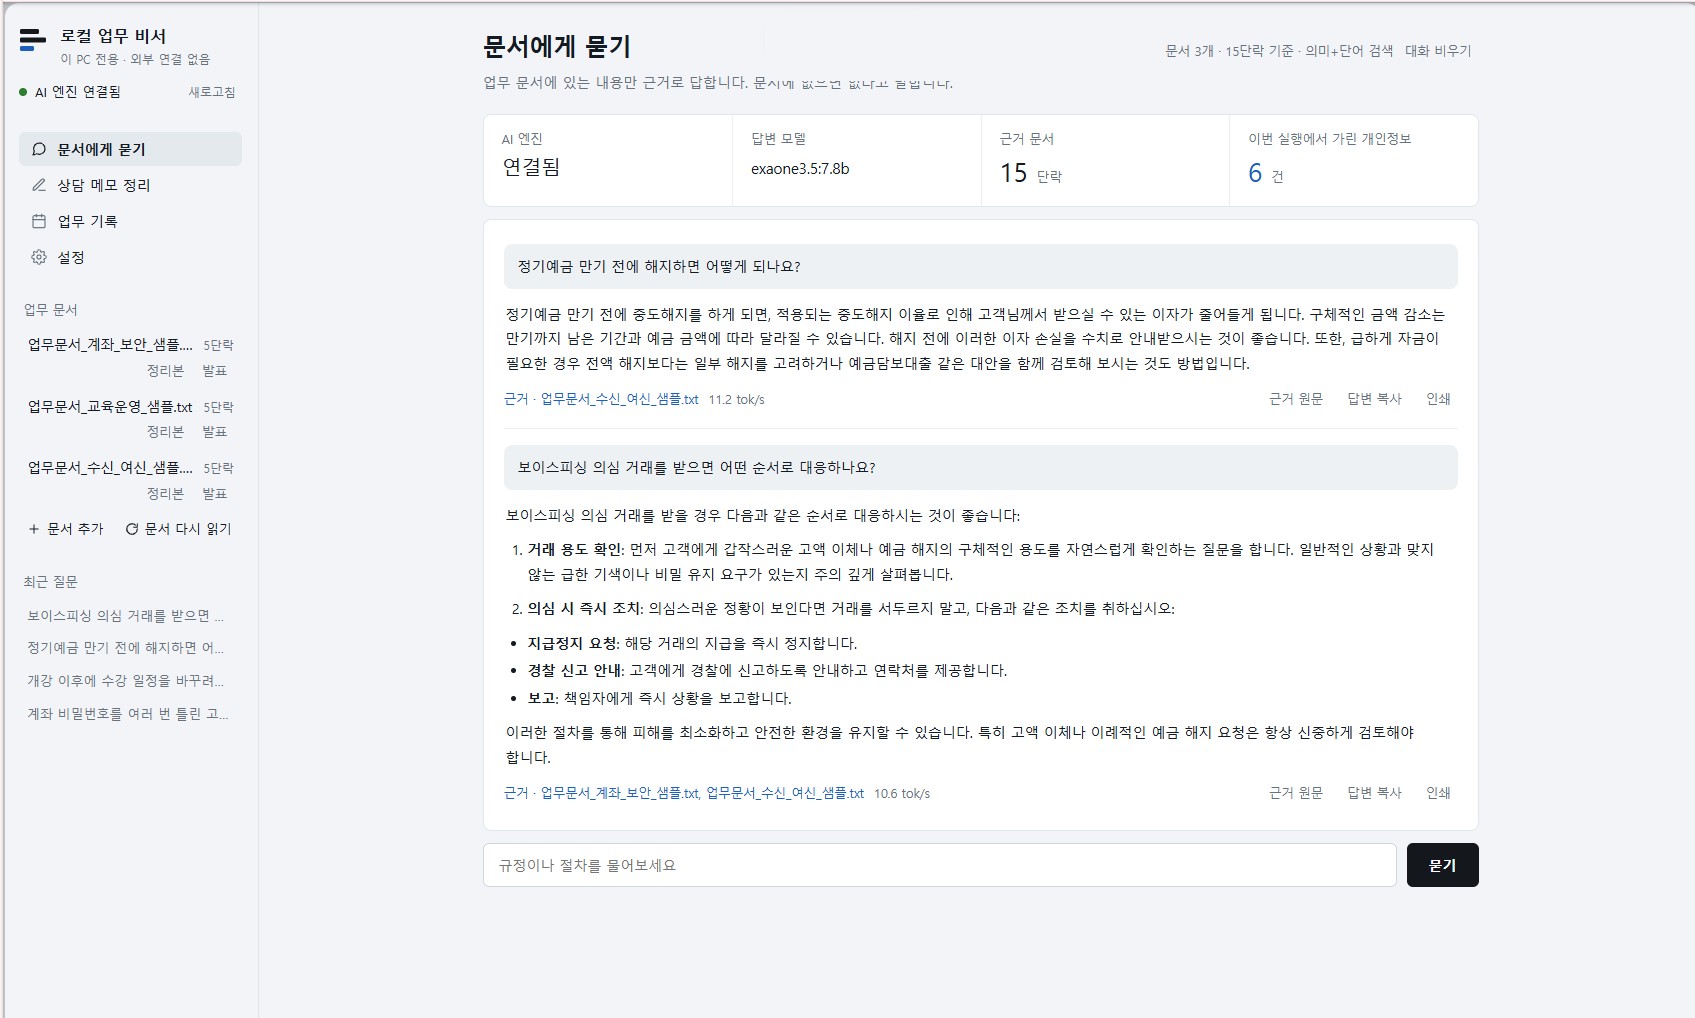 로컬 업무 비서
이 PC 전용 · 외부 연결 없음
AI 엔진 연결됨 새로고침
문서에게 묻기
상담 메모 정리
업무 기록
설정
업무 문서
업무문서_계좌_보안_샘플.... 5단락
정리본 발표
업무문서_교육운영_샘플.txt 5단락
정리본 발표
업무문서_수신_여신_샘플.... 5단락
정리본 발표
+ 문서 추가 문서 다시 읽기
최근 질문
보이스피싱 의심 거래를 받으면 ...
정기예금 만기 전에 해지하면 어...
개강 이후에 수강 일정을 바꾸려...
계좌 비밀번호를 여러 번 틀린 고...
문서에게 묻기
문서 3개 · 15단락 기준 · 의미+단어 검색 대화 비우기
업무 문서에 있는 내용만 근거로 답합니다. 문서에 없으면 없다고 말합니다.
AI 엔진
연결됨
답변 모델
exaone3.5:7.8b
근거 문서
15 단락
이번 실행에서 가린 개인정보
6 건
정기예금 만기 전에 해지하면 어떻게 되나요?
정기예금 만기 전에 중도해지를 하게 되면, 적용되는 중도해지 이율로 인해 고객님께서 받으실 수 있는 이자가 줄어들게 됩니다. 구체적인 금액 감소는
만기까지 남은 기간과 예금 금액에 따라 달라질 수 있습니다. 해지 전에 이러한 이자 손실을 수치로 안내받으시는 것이 좋습니다. 또한, 급하게 자금이
필요한 경우 전액 해지보다는 일부 해지를 고려하거나 예금담보대출 같은 대안을 함께 검토해 보시는 것도 방법입니다.
근거 · 업무문서_수신_여신_샘플.txt 11.2 tok/s 근거 원문 답변 복사 인쇄
보이스피싱 의심 거래를 받으면 어떤 순서로 대응하나요?
보이스피싱 의심 거래를 받을 경우 다음과 같은 순서로 대응하시는 것이 좋습니다:
1. 거래 용도 확인: 먼저 고객에게 갑작스러운 고액 이체나 예금 해지의 구체적인 용도를 자연스럽게 확인하는 질문을 합니다. 일반적인 상황과 맞지
않는 급한 기색이나 비밀 유지 요구가 있는지 주의 깊게 살펴봅니다.
2. 의심 시 즉시 조치: 의심스러운 정황이 보인다면 거래를 서두르지 말고, 다음과 같은 조치를 취하십시오:
• 지급정지 요청: 해당 거래의 지급을 즉시 정지합니다.
• 경찰 신고 안내: 고객에게 경찰에 신고하도록 안내하고 연락처를 제공합니다.
• 보고: 책임자에게 즉시 상황을 보고합니다.
이러한 절차를 통해 피해를 최소화하고 안전한 환경을 유지할 수 있습니다. 특히 고액 이체나 이례적인 예금 해지 요청은 항상 신중하게 검토해야
합니다.
근거 · 업무문서_계좌_보안_샘플.txt, 업무문서_수신_여신_샘플.txt 10.6 tok/s 근거 원문 답변 복사 인쇄
규정이나 절차를 물어보세요
묻기